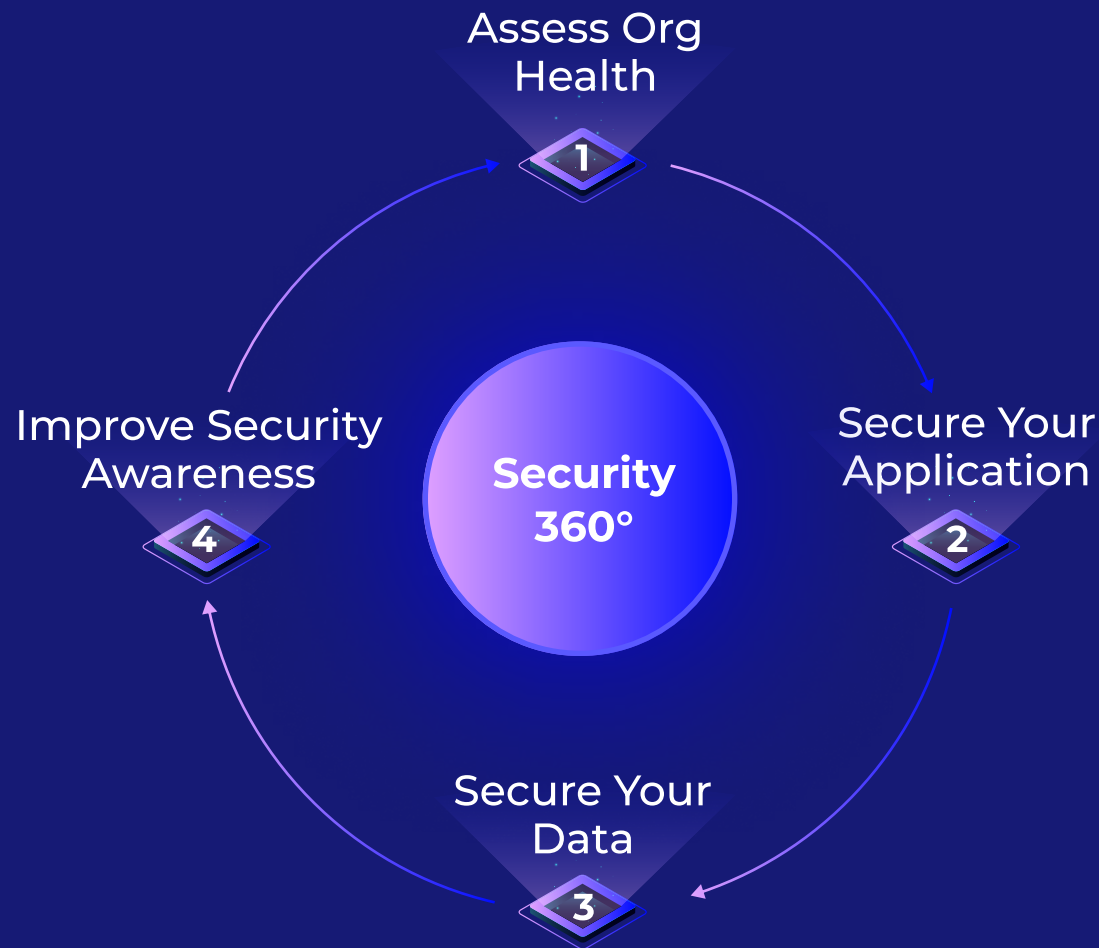 Assess Org
Health
1
Secure Your
Application
2
Secure Your
Data
3
Improve Security
Awareness
4
Security
360°